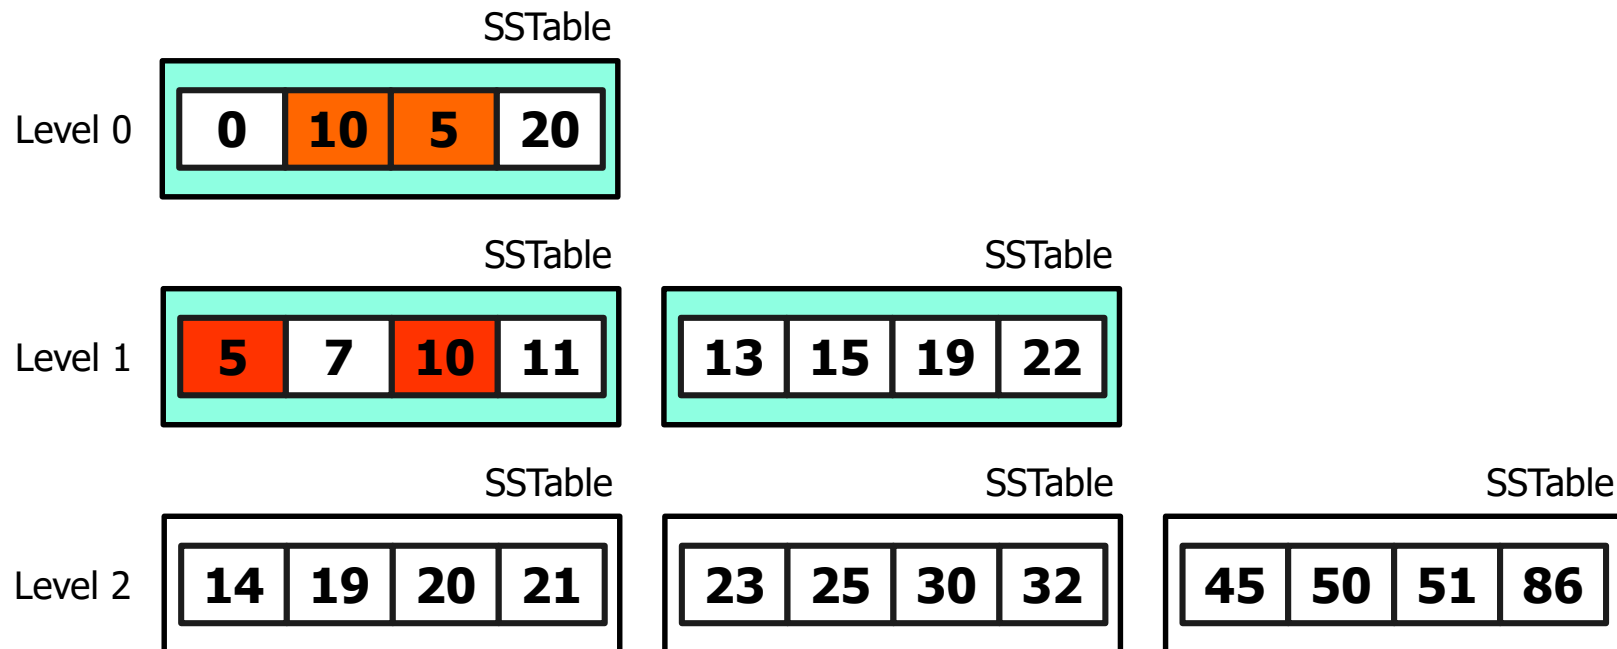 SSTable
Level 0 0 10 5 20
SSTable SSTable
Level 1 5 7 10 11 13 15 19 22
SSTable SSTable SSTable
Level 2 14 19 20 21 23 25 30 32 45 50 51 86